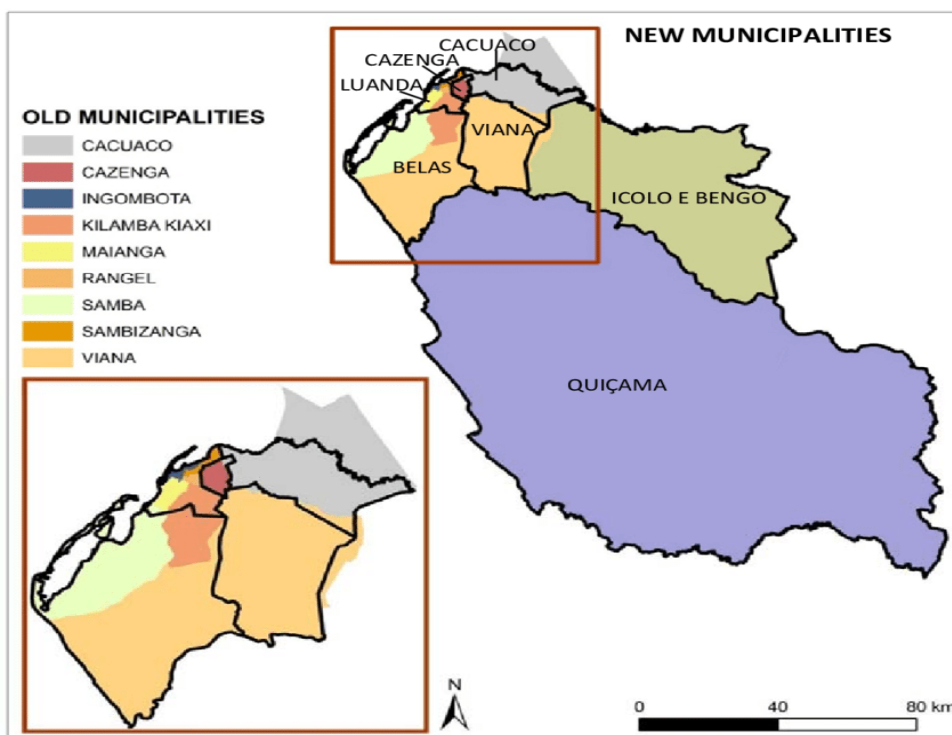 NEW MUNICIPALITIES
CACUACO
CAZENGA
LUANDA
OLD MUNICIPALITIES
CACUACO
CAZENGA
INGOMBOTA
KILAMBA KIAXI
MAIANGA
RANGEL
SAMBA
SAMBIZANGA
VIANA
VIANA
BELAS
ICOLO E BENGO
QUIÇAMA
N
0 40 80 km